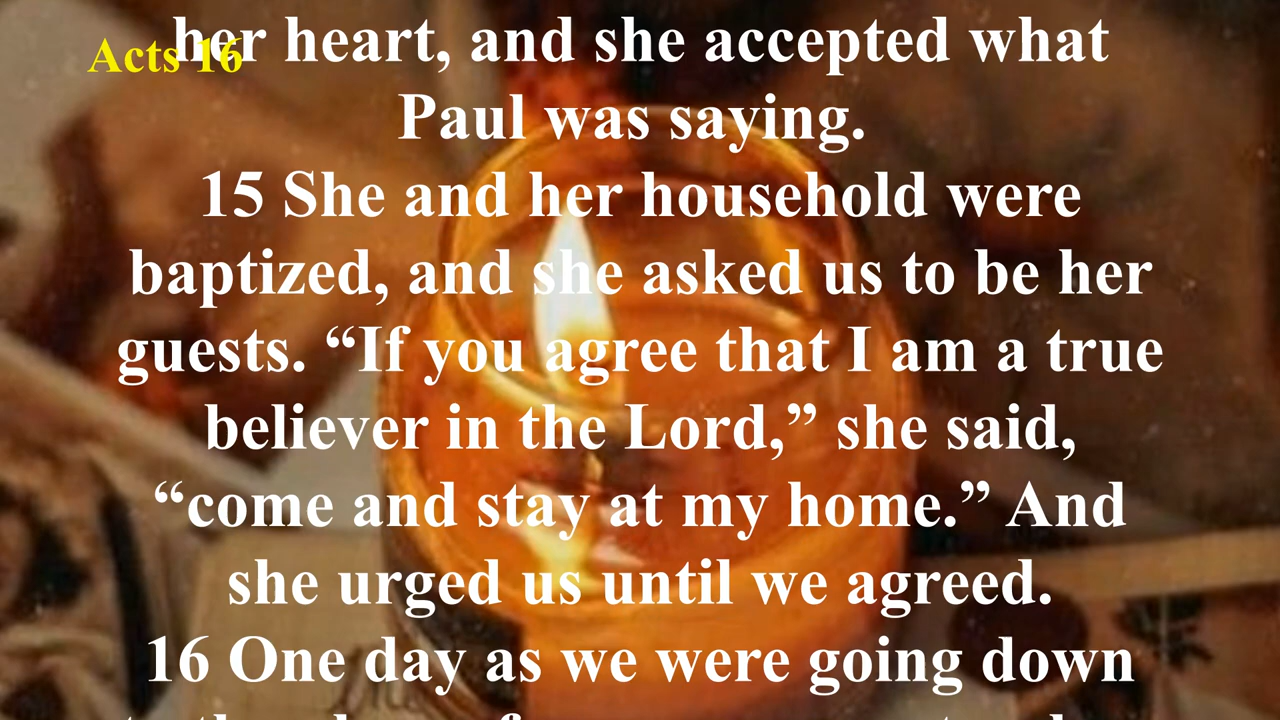 Acts 16
her heart, and she accepted what
Paul was saying.
15 She and her household were
baptized, and she asked us to be her
guests. “If you agree that I am a true
believer in the Lord,” she said,
“come and stay at my home.” And
she urged us until we agreed.
16 One day as we were going down